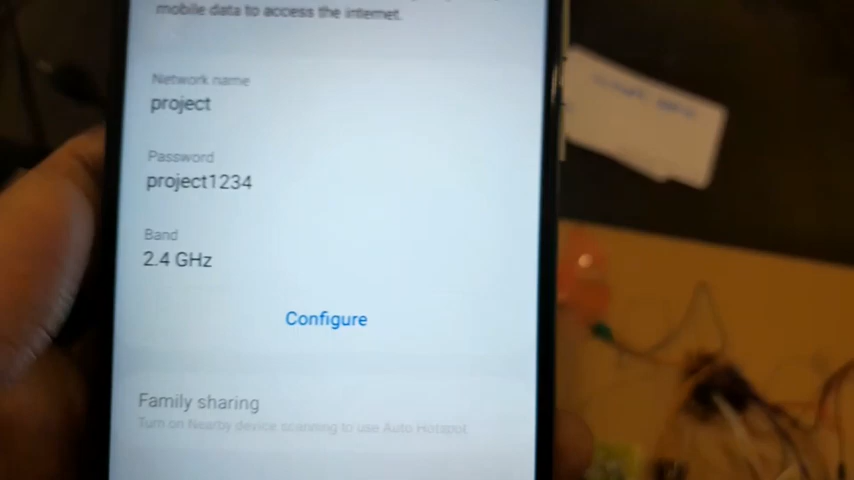 mobile data to access the internet.
Network name
project
Password
project1234
Band
2.4 GHz
Configure
Family sharing
Turn on Nearby device scanning to use Auto Hotspot.